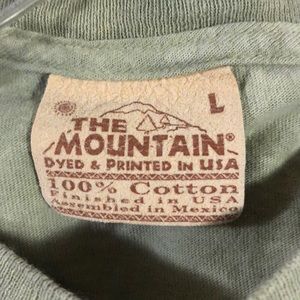 L
THE
MOUNTAIN®
DYED & PRINTED IN USA
100% Cotton
Finished in USA
Assembled in Mexico